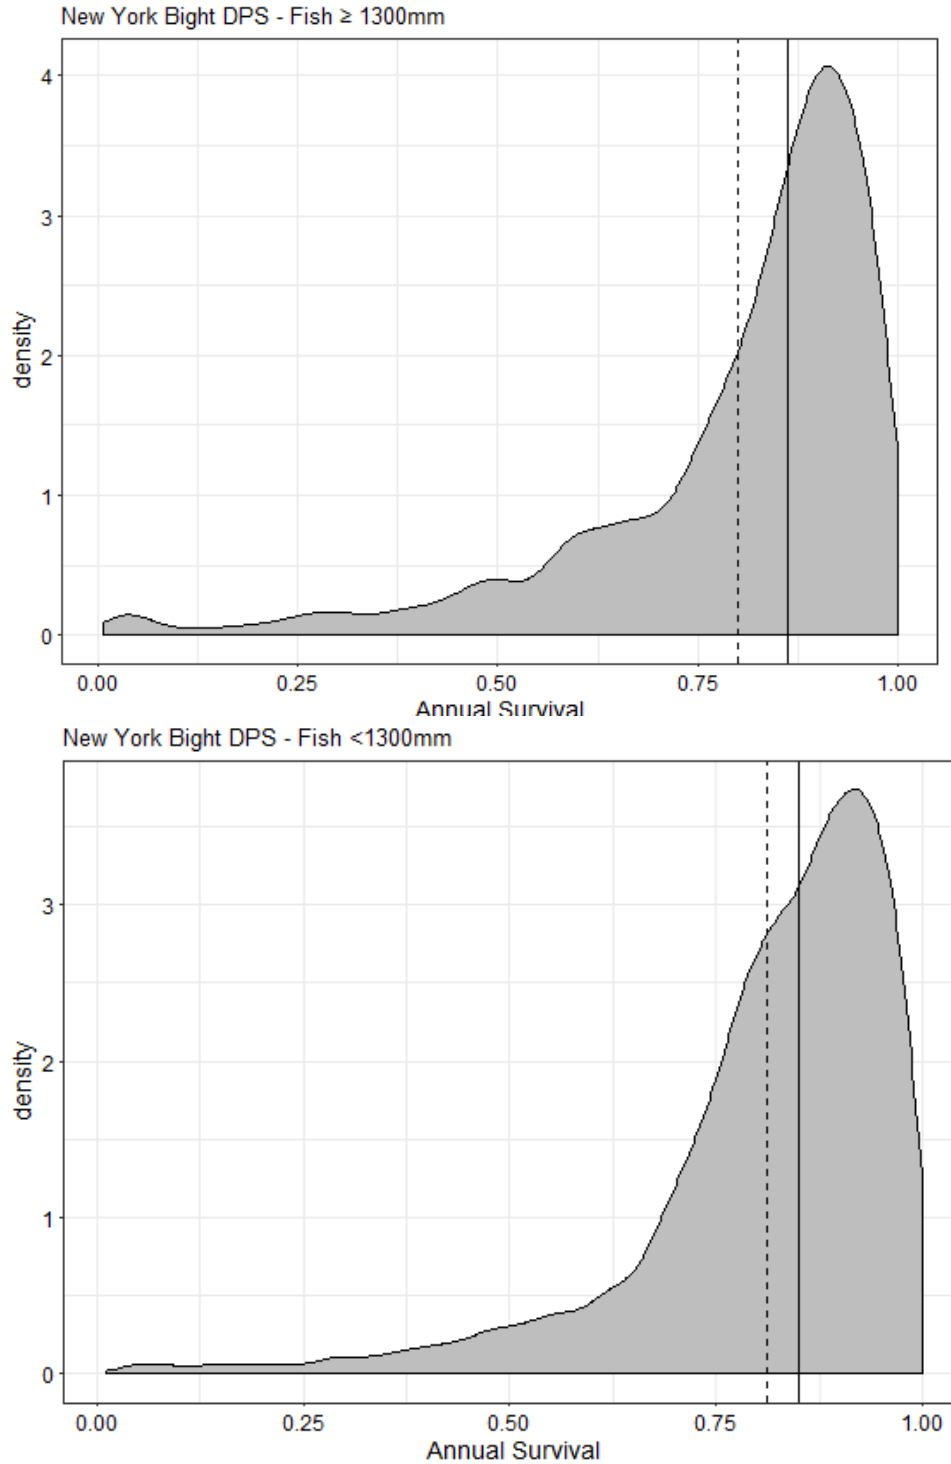 New York Bight DPS - Fish ≥ 1300mm
4
3
2
1
0
density
0.00 0.25 0.50 0.75 1.00
Annual Survival
New York Bight DPS - Fish <1300mm
3
2
1
0
density
0.00 0.25 0.50 0.75 1.00
Annual Survival